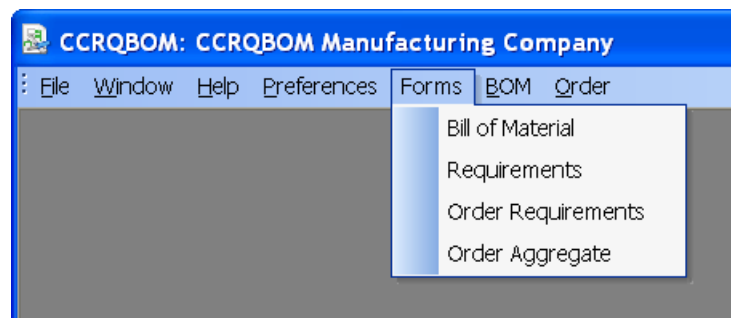 CCRQBOM: CCRQBOM Manufacturing Company
File Window Help Preferences Forms BOM Order
Bill of Material
Requirements
Order Requirements
Order Aggregate